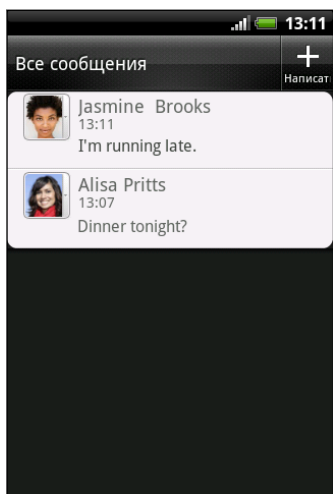 13:11
Все сообщения
Написат
Jasmine Brooks
13:11
I'm running late.
Alisa Pritts
13:07
Dinner tonight?